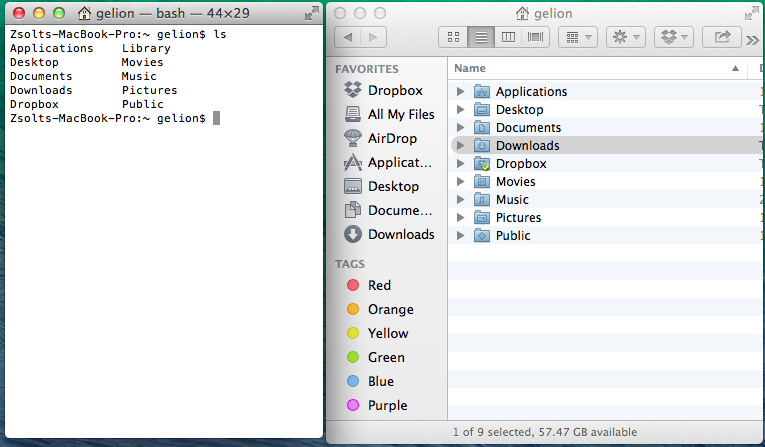 gelion — bash — 44×29
Zsolts-MacBook-Pro:~ gelion$ ls
Applications Library
Desktop Movies
Documents Music
Downloads Pictures
Dropbox Public
Zsolts-MacBook-Pro:~ gelion$
gelion
FAVORITES
Dropbox
All My Files
AirDrop
Applicat...
Desktop
Docume...
Downloads
TAGS
Red
Orange
Yellow
Green
Blue
Purple
Name
Applications
Desktop
Documents
Downloads
Dropbox
Movies
Music
Pictures
Public
1 of 9 selected, 57.47 GB available